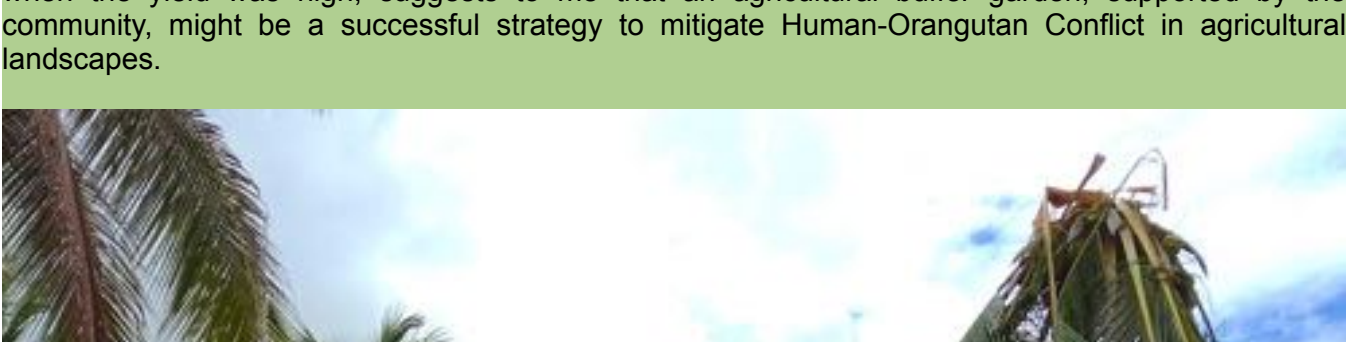 when the yield was high, suggests to me that an agricultural buffer garden, supported by the
community, might be a successful strategy to mitigate Human-Orangutan Conflict in agricultural
landscapes.